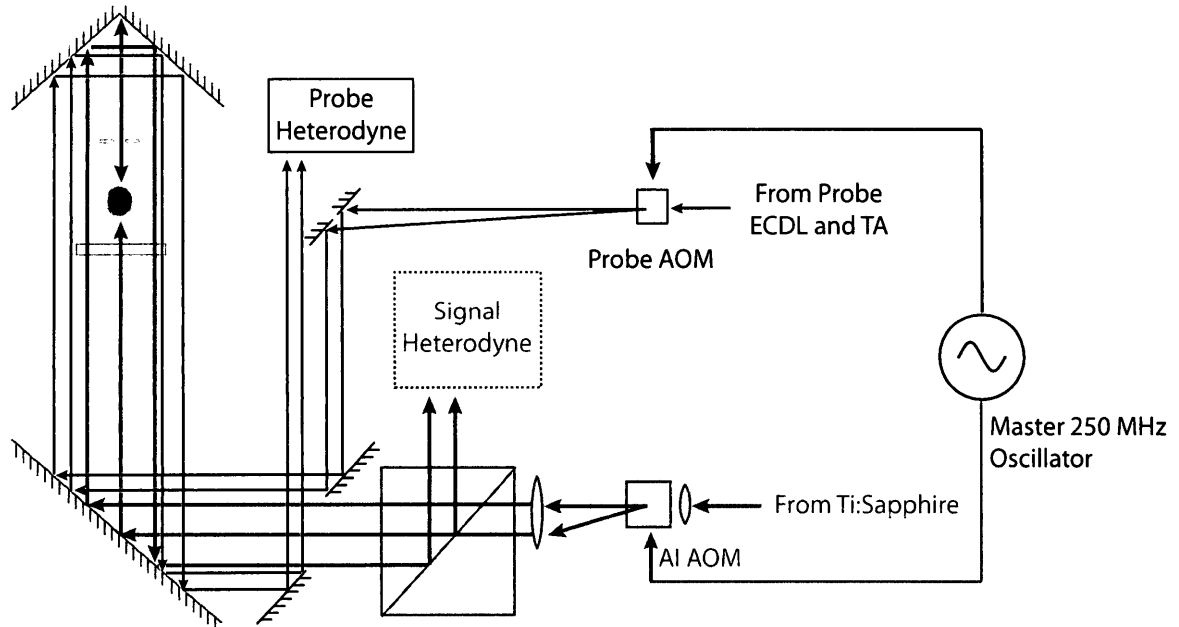 Probe
Heterodyne
From Probe
ECDL and TA
Probe AOM
Signal
Heterodyne
Master 250 MHz
Oscillator
From Ti:Sapphire
AI AOM